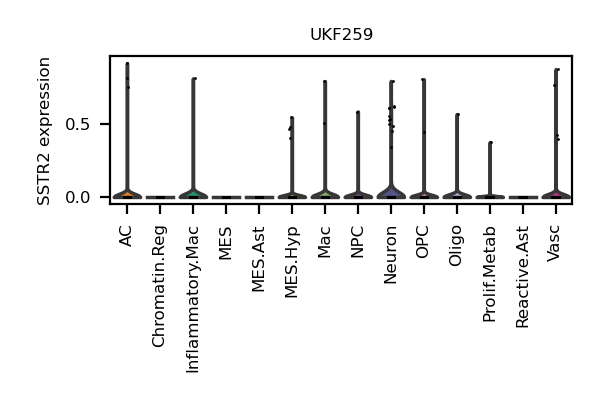 UKF259
SSTR2 expression
0.5
0.0
AC
Chromatin.Reg
Inflammatory.Mac
MES
MES.Ast
MES.Hyp
Mac
NPC
Neuron
OPC
Oligo
Prolif.Metab
Reactive.Ast
Vasc